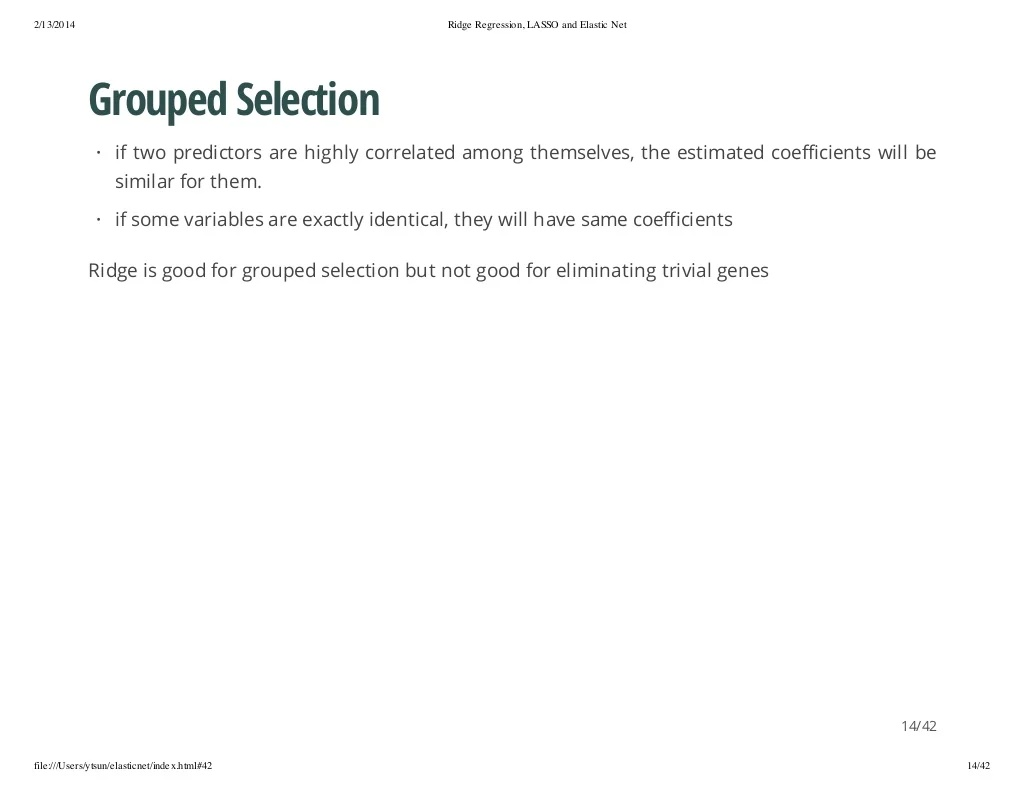 2/13/2014
Ridge Regression, LASSO and Elastic Net
Grouped Selection
· if two predictors are highly correlated among themselves, the estimated coefficients will be
similar for them.
· if some variables are exactly identical, they will have same coefficients
Ridge is good for grouped selection but not good for eliminating trivial genes
14/42
file:///Users/ytsun/elasticnet/index.html#42
14/42